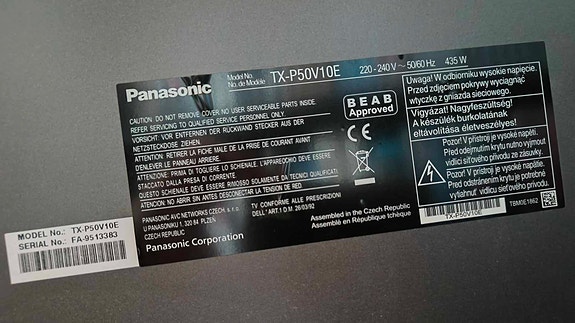 Panasonic
Model No.
No. de Modèle
TX-P50V10E
220 - 240 V ~ 50/60 Hz 435 W
CAUTION: DO NOT REMOVE COVER-NO USER SERVICEABLE PARTS INSIDE.
REFER SERVICING TO QUALIFIED SERVICE PERSONNEL ONLY.
VORSICHT: VOR ENTFERNEN DER RÜCKWAND STECKER AUS DER
NETZSTECKDOSE ZIEHEN!
ATTENTION: RETIRER LA FICHE MALE DE LA PRISE DE COURANT AVANT
D'ENLEVER LE PANNEAU ARRIERE.
ATTENZIONE: PRIMA DI TOGLIERE LO SCHIENALE. L'APPARECCHIO DEVE ESSERE
STACCATO DALLA PRESA DI CORRENTE.
QUESTO SCHIENALE DEVE ESSERE RIMOSSO SOLAMENTE DA TECNICI QUALIFICATI.
ATENCION: NO ABRIR SIN ANTES DESCONECTAR LA TENSION DE RED.
PANASONIC AVC NETWORKS CZECH, s. r. o.
U PANASONIKU 1, 320 84 PLZEN
CZECH REPUBLIC
TV CONFORME ALLE PRESCRIZIONI
DELL' ART.1 D.M. 26/03/92
Panasonic Corporation
Assembled in the Czech Republic
Assemblé en République tchèque
BEAB
Approved
CE
Uwaga! W odbiorniku wysokie napięcie.
Przed zdjęciem pokrywy wyciągnąć
wtyczkę z gniazda sieciowego.
Vigyázat! Nagyfeszültség!
A készülék burkolatának
eltávolítása életveszélyes!
Pozor! V přístroji je vysoké napětí.
Před odejmutím krytu nutno vyjmout
vidlici síťového přívodu ze zásuvky.
Pozor! V prístroji je vysoké napätie.
Pred odstránením krytu je potrebné
vytiahnuť vidlicu sieťového prívodu.
TX-P50V10E
TBM0E1862
MODEL No.: TX-P50V10E
SERIAL No.: FA-9513383